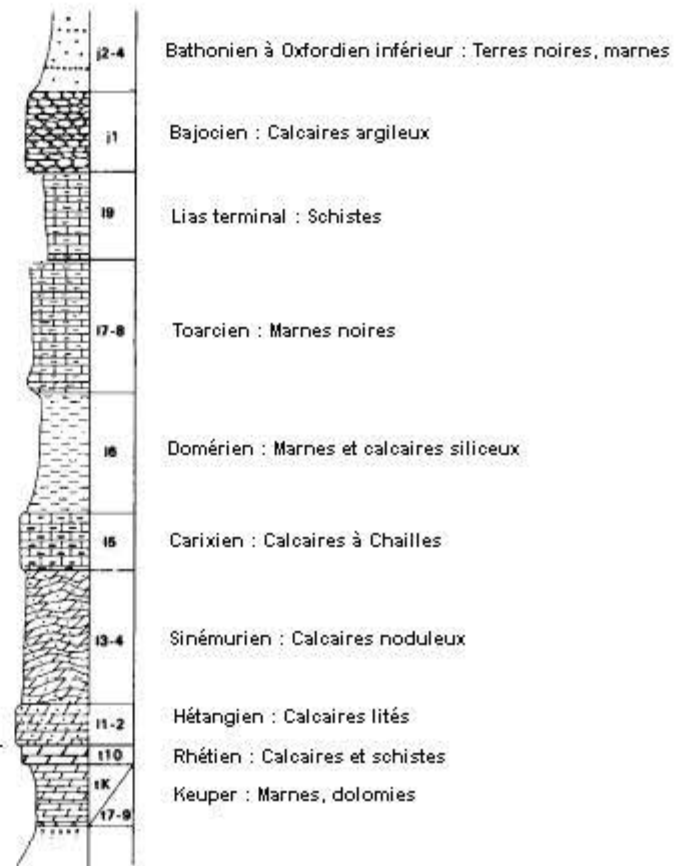 j2-4 Bathonien à Oxfordien inférieur : Terres noires, marnes
j1 Bajocien : Calcaires argileux
l9 Lias terminal : Schistes
l7-8 Toarcien : Marnes noires
l6 Domérien : Marnes et calcaires siliceux
l5 Carixien : Calcaires à Chailles
l3-4 Sinémurien : Calcaires noduleux
l1-2 Hétangien : Calcaires lités
t10 Rhétien : Calcaires et schistes
tK Keuper : Marnes, dolomies
t7-9